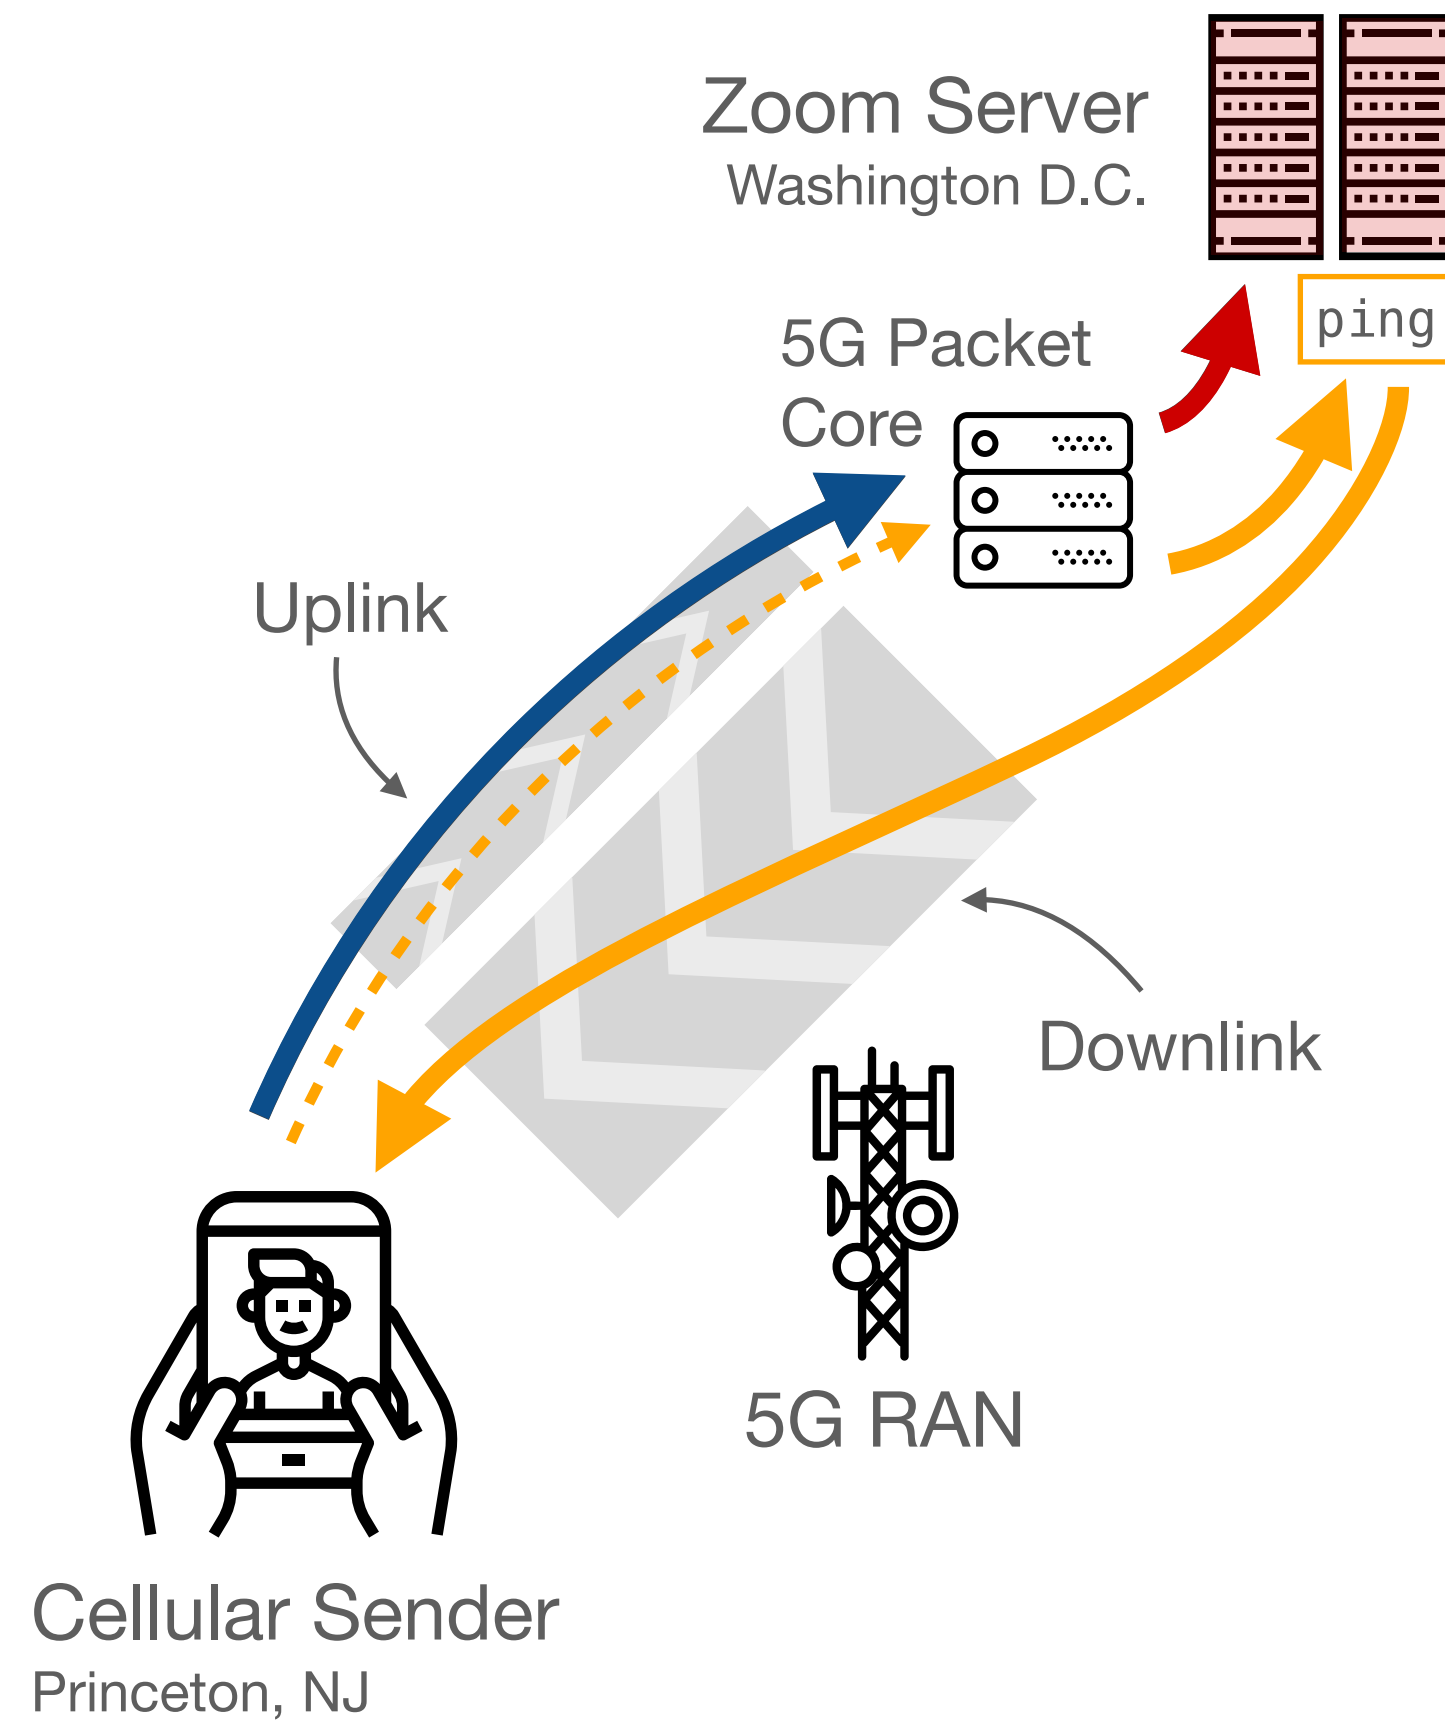 Zoom Server
Washington D.C.
ping
5G Packet
Core
Uplink
Downlink
5G RAN
Cellular Sender
Princeton, NJ